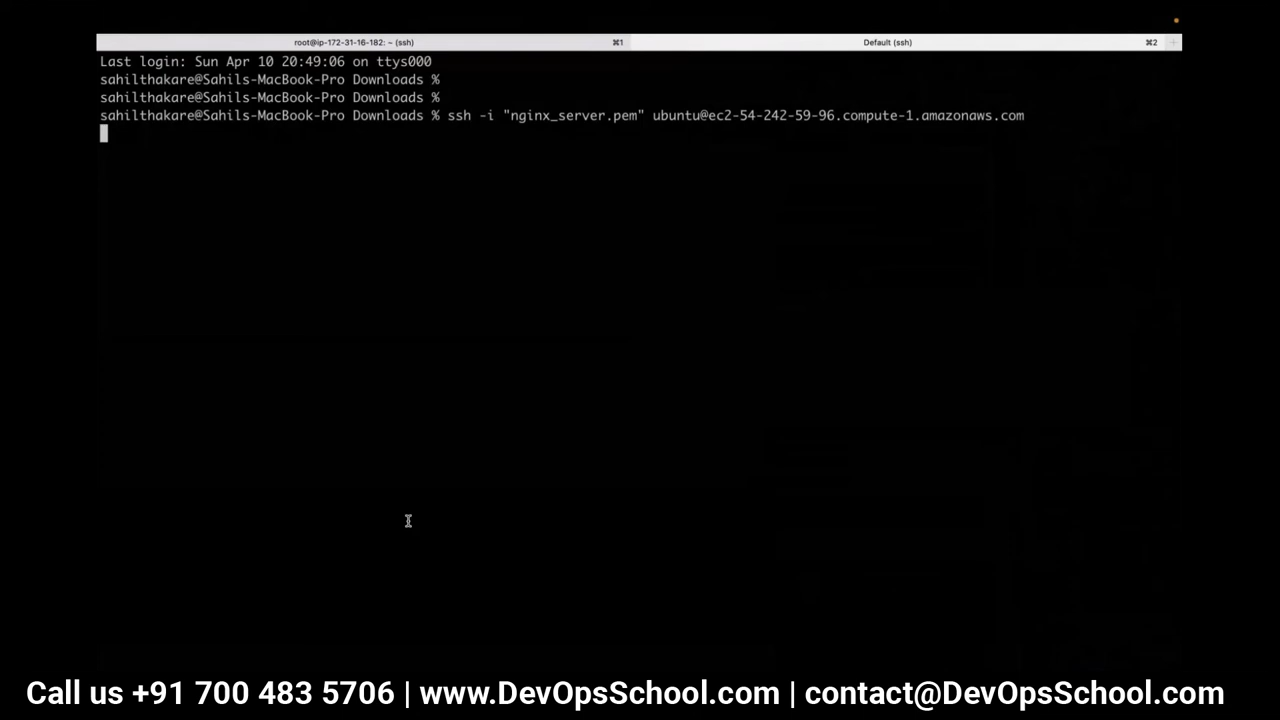 root@ip-172-31-16-182: ~ (ssh) ⌘1 Default (ssh) ⌘2 +
Last login: Sun Apr 10 20:49:06 on ttys000
sahilthakare@Sahils-MacBook-Pro Downloads %
sahilthakare@Sahils-MacBook-Pro Downloads %
sahilthakare@Sahils-MacBook-Pro Downloads % ssh -i "nginx_server.pem" ubuntu@ec2-54-242-59-96.compute-1.amazonaws.com
Call us +91 700 483 5706 | www.DevOpsSchool.com | contact@DevOpsSchool.com